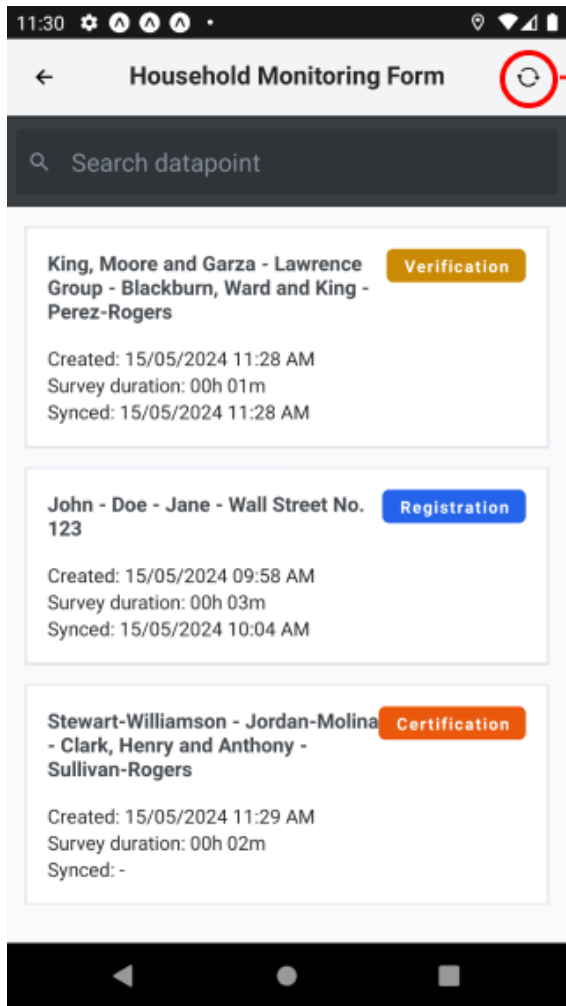 11:30
Household Monitoring Form
Search datapoint
King, Moore and Garza - Lawrence
Group - Blackburn, Ward and King -
Perez-Rogers
Verification
Created: 15/05/2024 11:28 AM
Survey duration: 00h 01m
Synced: 15/05/2024 11:28 AM
John - Doe - Jane - Wall Street No.
123
Registration
Created: 15/05/2024 09:58 AM
Survey duration: 00h 03m
Synced: 15/05/2024 10:04 AM
Stewart-Williamson - Jordan-Molina
- Clark, Henry and Anthony -
Sullivan-Rogers
Certification
Created: 15/05/2024 11:29 AM
Survey duration: 00h 02m
Synced: -